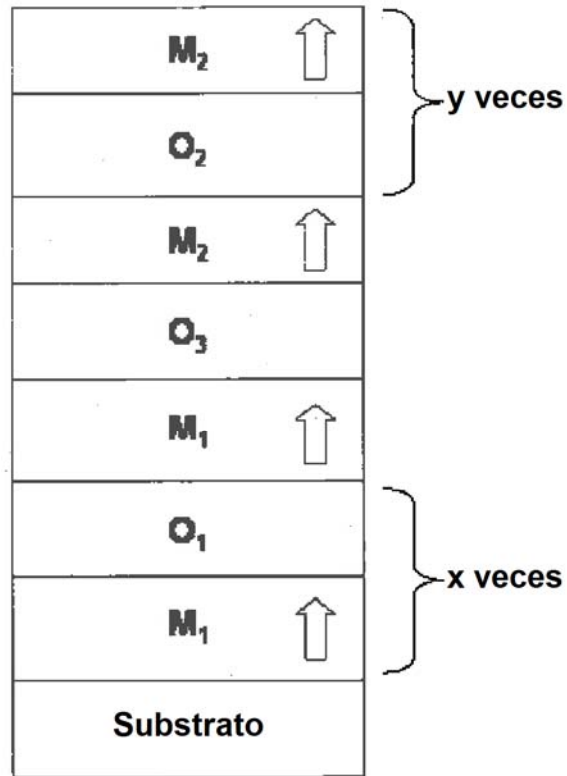 M₂
y veces
O₂
M₂
O₃
M₁
O₁
x veces
M₁
Substrato